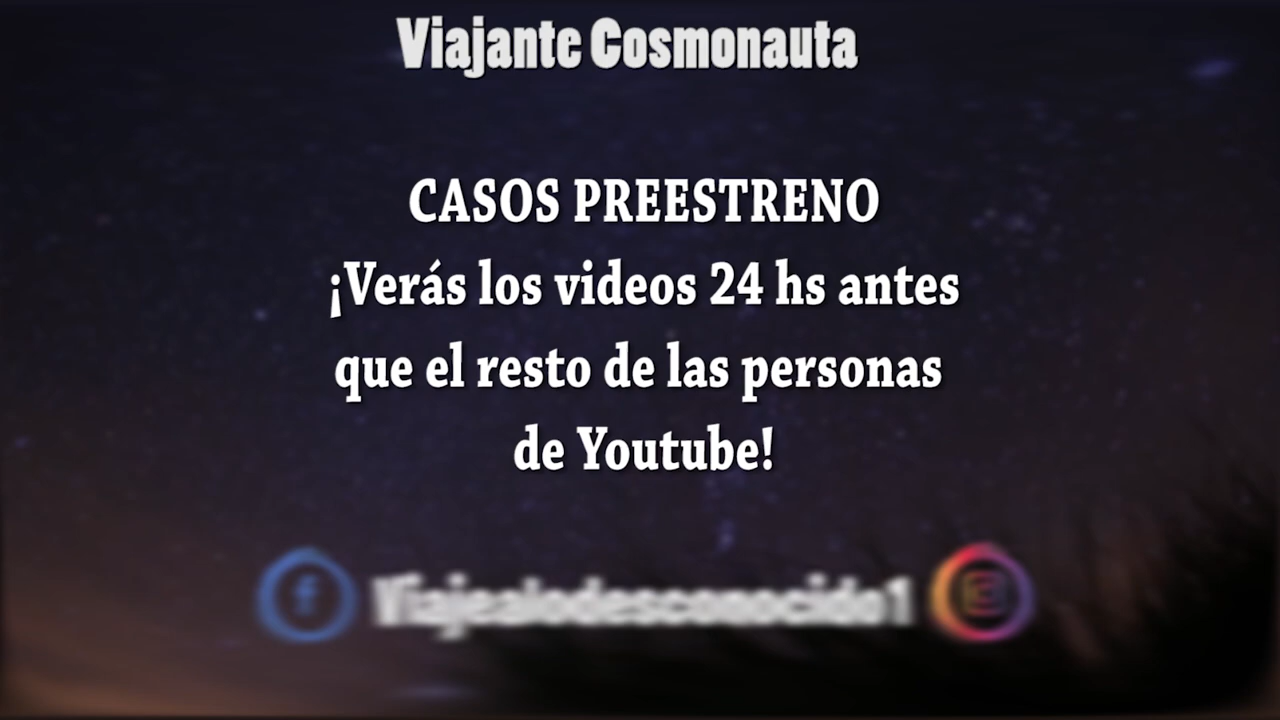 Viajante Cosmonauta
CASOS PREESTRENO
¡Verás los videos 24 hs antes
que el resto de las personas
de Youtube!
Viajealodesconocido1